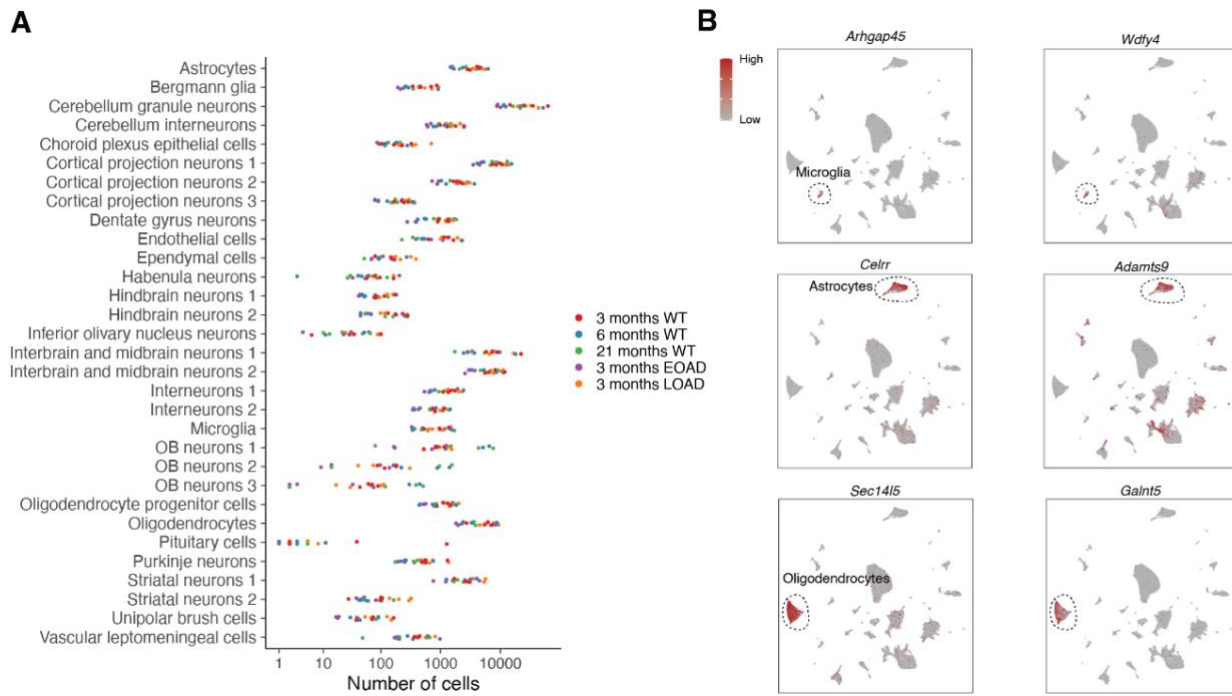 A
Astrocytes
Bergmann glia
Cerebellum granule neurons
Cerebellum interneurons
Choroid plexus epithelial cells
Cortical projection neurons 1
Cortical projection neurons 2
Cortical projection neurons 3
Dentate gyrus neurons
Endothelial cells
Ependymal cells
Habenula neurons
Hindbrain neurons 1
Hindbrain neurons 2
Inferior olivary nucleus neurons
Interbrain and midbrain neurons 1
Interbrain and midbrain neurons 2
Interneurons 1
Interneurons 2
Microglia
OB neurons 1
OB neurons 2
OB neurons 3
Oligodendrocyte progenitor cells
Oligodendrocytes
Pituitary cells
Purkinje neurons
Striatal neurons 1
Striatal neurons 2
Unipolar brush cells
Vascular leptomeningeal cells
1 10 100 1000 10000
Number of cells
3 months WT
6 months WT
21 months WT
3 months EOAD
3 months LOAD
B
High
Low
Arhgap45
Microglia
Wdfy4
Celrr
Astrocytes
Adamts9
Sec14l5
Oligodendrocytes
Galnt5